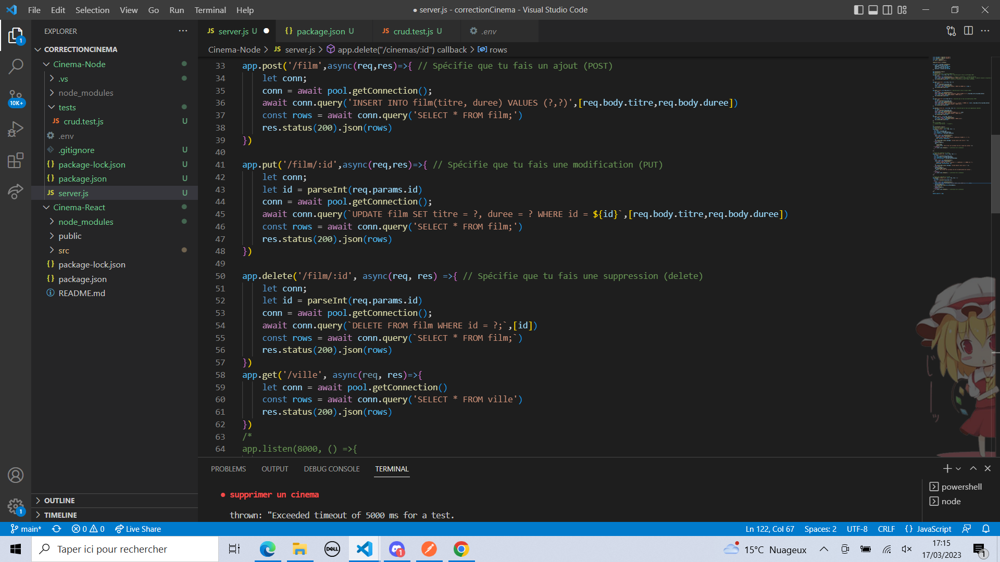 File Edit Selection View Go Run Terminal Help
● server.js - correctionCinema - Visual Studio Code
EXPLORER
JS server.js U
{} package.json U
JS crud.test.js U
.env
Cinema-Node > JS server.js > app.delete("/cinemas/:id") callback > rows
1
10K+
CORRECTIONCINEMA
Cinema-Node
.vs
node_modules
tests
JS crud.test.js U
.env
.gitignore U
{} package-lock.json U
{} package.json U
JS server.js U
Cinema-React
node_modules
public
src
{} package-lock.json
{} package.json
README.md
OUTLINE
TIMELINE
1
33 app.post('/film',async(req,res)=>{ // Spécifie que tu fais un ajout (POST)
34 let conn;
35 conn = await pool.getConnection();
36 await conn.query('INSERT INTO film(titre, duree) VALUES (?,?)',[req.body.titre,req.body.duree])
37 const rows = await conn.query('SELECT * FROM film;')
38 res.status(200).json(rows)
39 })
40
41 app.put('/film/:id',async(req,res)=>{ // Spécifie que tu fais une modification (PUT)
42 let conn;
43 let id = parseInt(req.params.id)
44 conn = await pool.getConnection();
45 await conn.query(`UPDATE film SET titre = ?, duree = ? WHERE id = ${id}`,[req.body.titre,req.body.duree])
46 const rows = await conn.query('SELECT * FROM film;')
47 res.status(200).json(rows)
48 })
49
50 app.delete('/film/:id', async(req, res) =>{ // Spécifie que tu fais une suppression (delete)
51 let conn;
52 let id = parseInt(req.params.id)
53 conn = await pool.getConnection();
54 await conn.query(`DELETE FROM film WHERE id = ?;`,[id])
55 const rows = await conn.query(`SELECT * FROM film;`)
56 res.status(200).json(rows)
57 })
58 app.get('/ville', async(req, res)=>{
59 let conn = await pool.getConnection()
60 const rows = await conn.query('SELECT * FROM ville')
61 res.status(200).json(rows)
62 })
63 /*
64 app.listen(8000, () =>{
PROBLEMS OUTPUT DEBUG CONSOLE TERMINAL
● supprimer un cinema
thrown: "Exceeded timeout of 5000 ms for a test.
powershell
node
main* 0 0 Live Share
Ln 122, Col 67 Spaces: 2 UTF-8 CRLF {} JavaScript
Taper ici pour rechercher
DELL
1
15°C Nuageux
17:15
17/03/2023
1